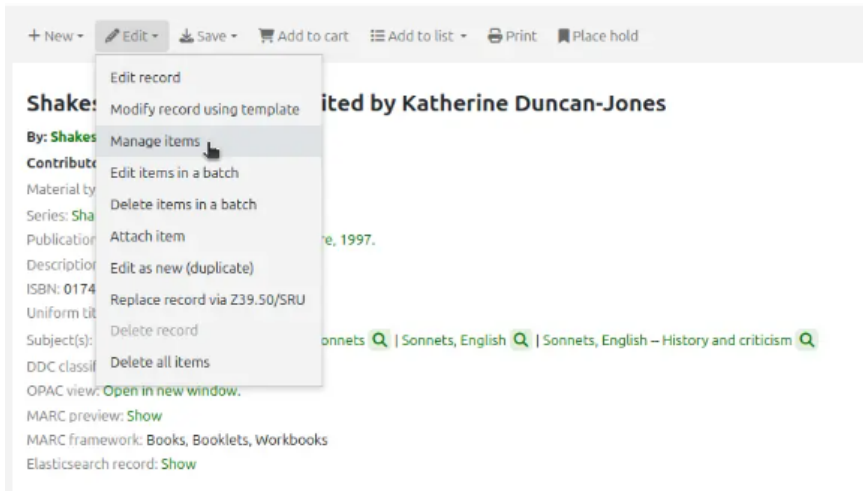 New Edit Save Add to cart Add to list Print Place hold
Edit record
Modify record using template
Manage items
Edit items in a batch
Delete items in a batch
Attach item
Edit as new (duplicate)
Replace record via Z39.50/SRU
Delete record
Delete all items
ited by Katherine Duncan-Jones
By: Shakes
Contribut
Material ty
Series: Sha
Publication re, 1997.
Description
ISBN: 0174
Uniform tit
Subject(s): onnets | Sonnets, English | Sonnets, English – History and criticism
DDC classif
OPAC view: Open in new window.
MARC preview: Show
MARC framework: Books, Booklets, Workbooks
Elasticsearch record: Show